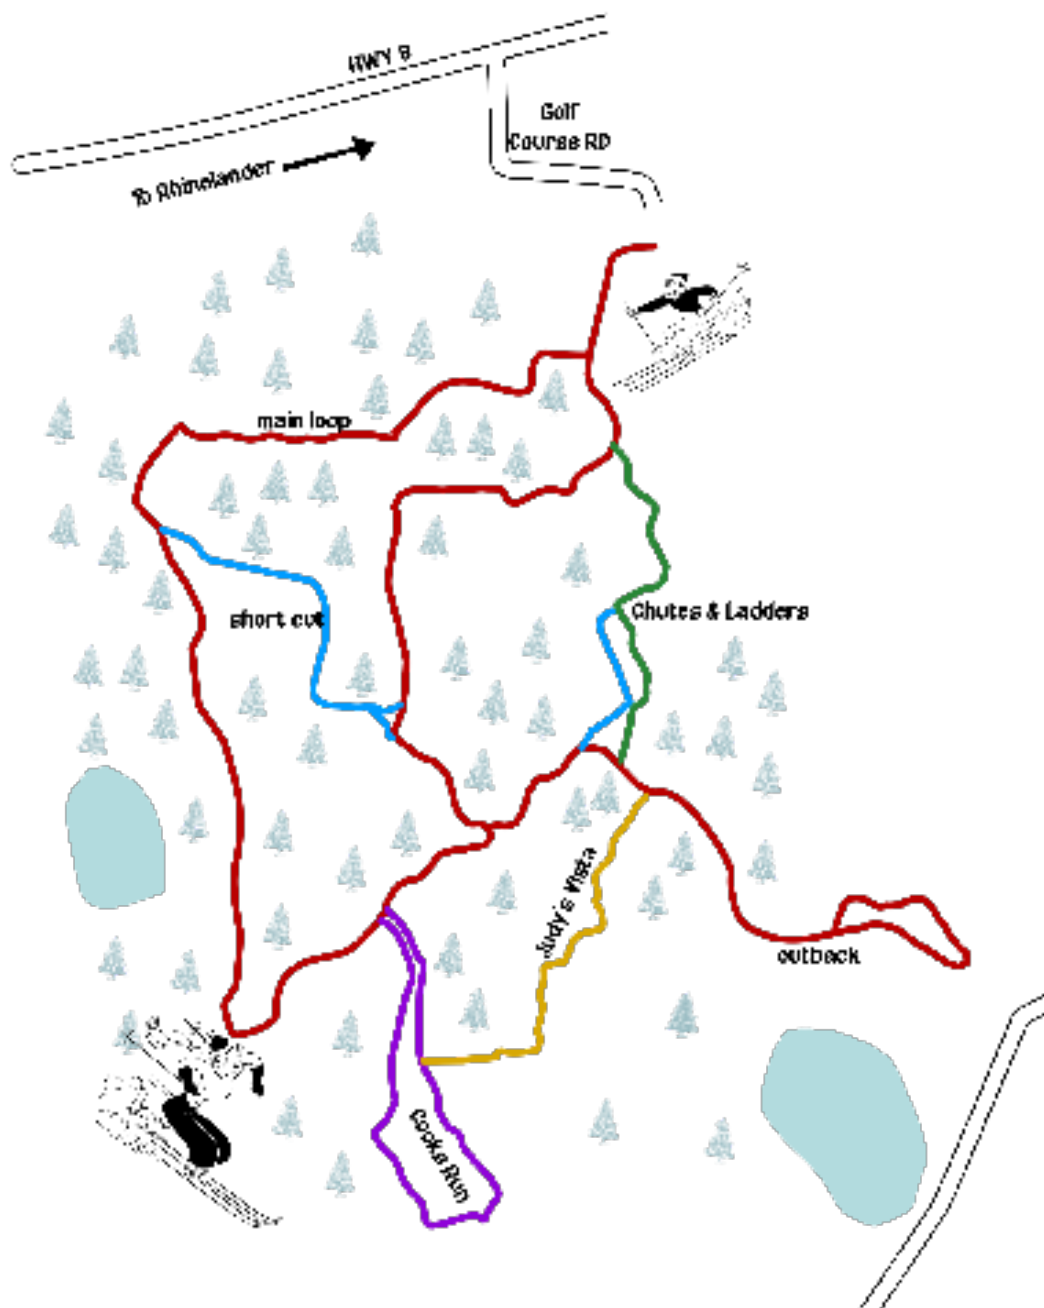 HWY 8
Golf
Course RD
To Rhinelander
main loop
short cut
Chutes & Ladders
Judy's Vista
outback
Cooks Run